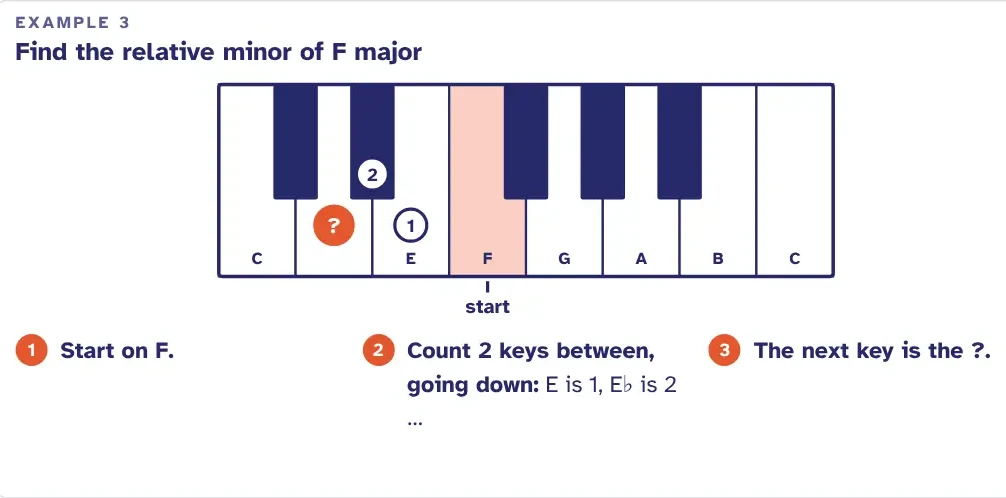 EXAMPLE 3
Find the relative minor of F major
2
?
1
C
E
F
G
A
B
C
start
1 Start on F.
2 Count 2 keys between,
going down: E is 1, E♭ is 2
...
3 The next key is the ?.